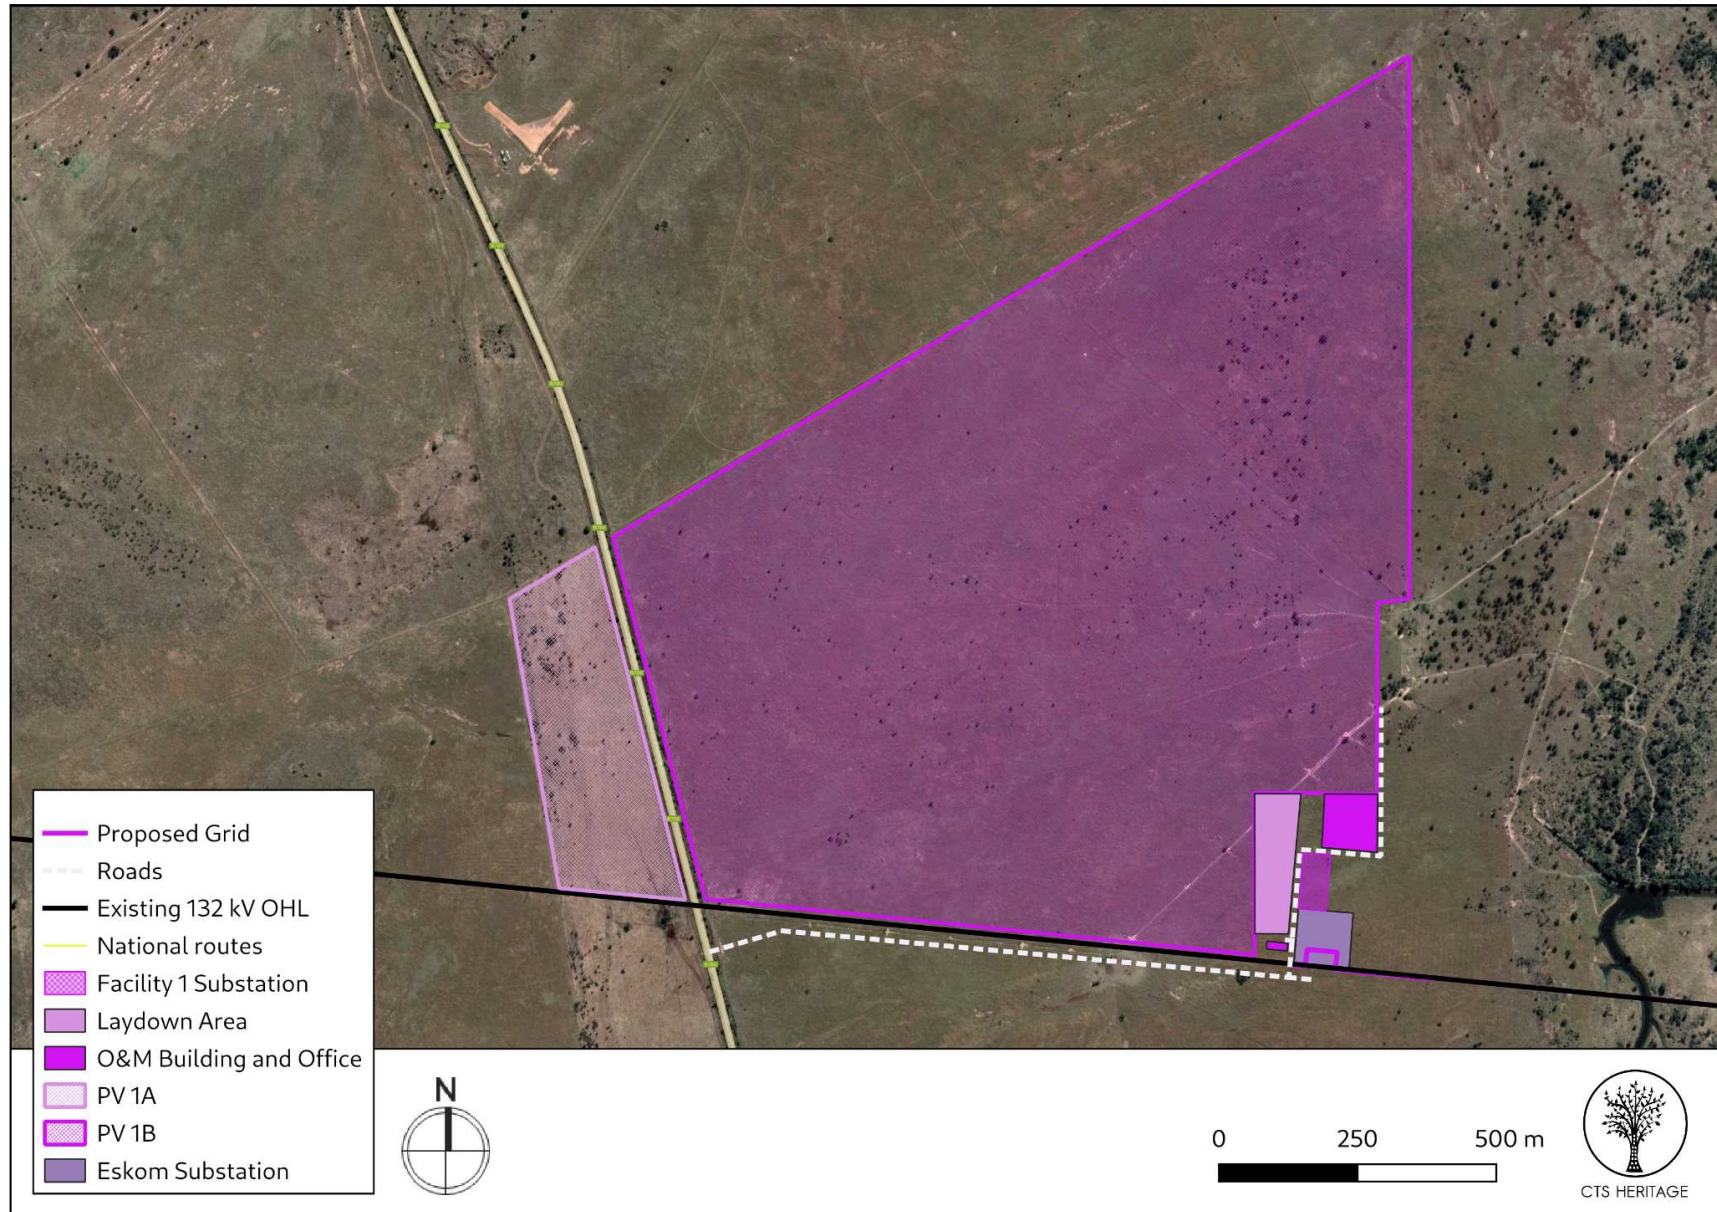 Proposed Grid
Roads
Existing 132 kV OHL
National routes
Facility 1 Substation
Laydown Area
O&M Building and Office
PV 1A
PV 1B
Eskom Substation
N
0 250 500 m
CTS HERITAGE